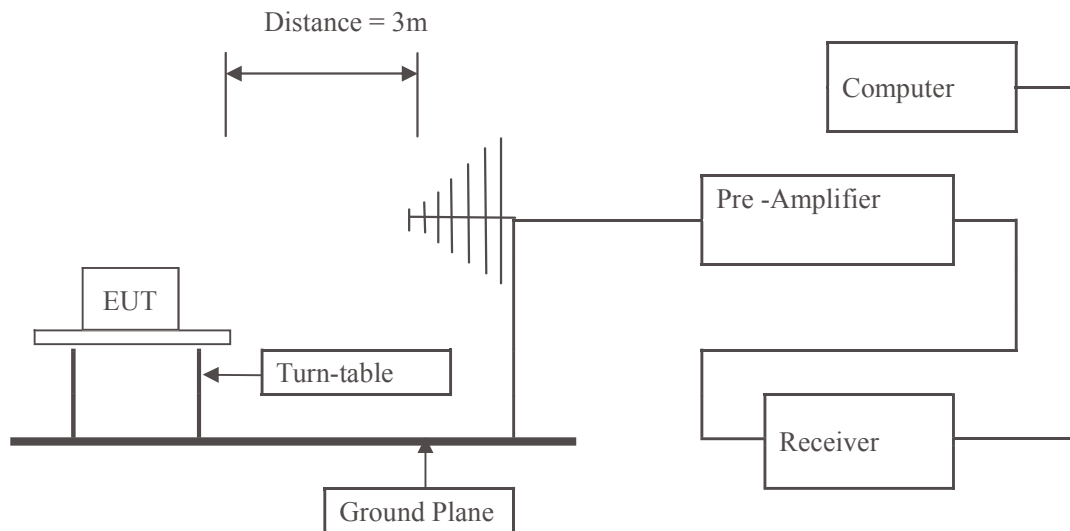 Distance = 3m
Computer
Pre -Amplifier
EUT
Turn-table
Receiver
Ground Plane